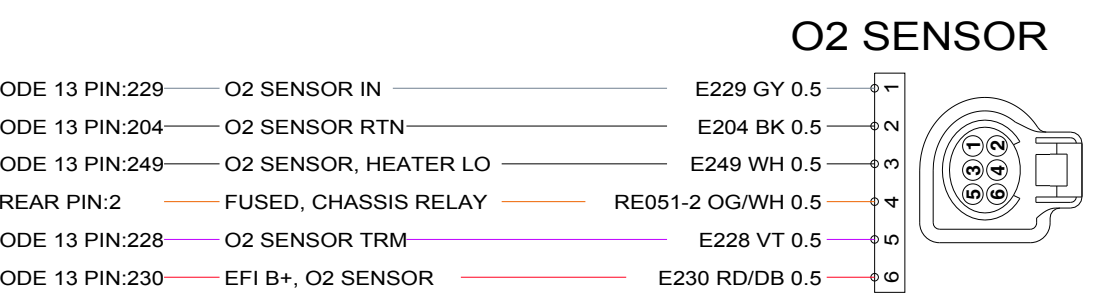 O2 SENSOR
ODE 13 PIN:229 O2 SENSOR IN E229 GY 0.5 1
ODE 13 PIN:204 O2 SENSOR RTN E204 BK 0.5 2
ODE 13 PIN:249 O2 SENSOR, HEATER LO E249 WH 0.5 3
REAR PIN:2 FUSED, CHASSIS RELAY RE051-2 OG/WH 0.5 4
ODE 13 PIN:228 O2 SENSOR TRM E228 VT 0.5 5
ODE 13 PIN:230 EFI B+, O2 SENSOR E230 RD/DB 0.5 6
1 2
3 4
5 6